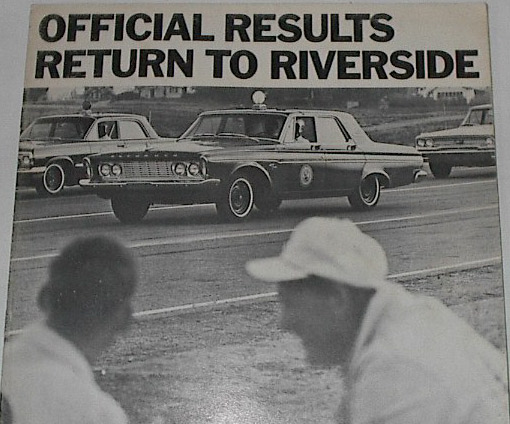 OFFICIAL RESULTS
RETURN TO RIVERSIDE